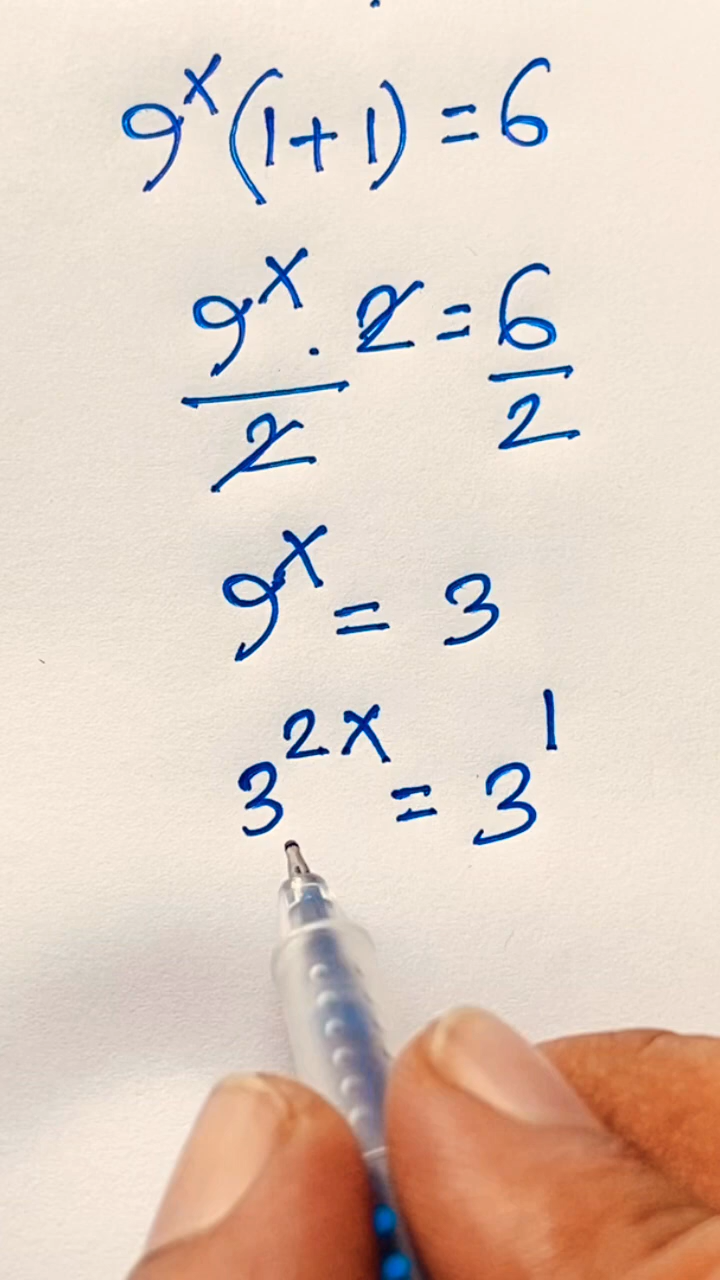 9^x(1+1)=6
9^x . 2 / 2 = 6 / 2
9^x = 3
3^2x = 3^1